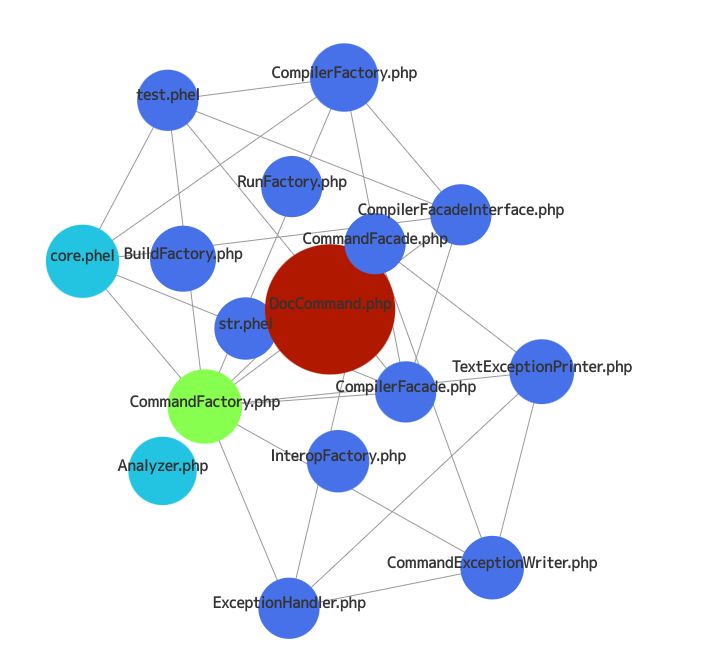 CompilerFactory.php
test.phel
RunFactory.php
CompilerFacadeInterface.php
CommandFacade.php
core.phel
BuildFactory.php
DocCommand.php
str.phel
TextExceptionPrinter.php
CompilerFacade.php
CommandFactory.php
InteropFactory.php
Analyzer.php
CommandExceptionWriter.php
ExceptionHandler.php